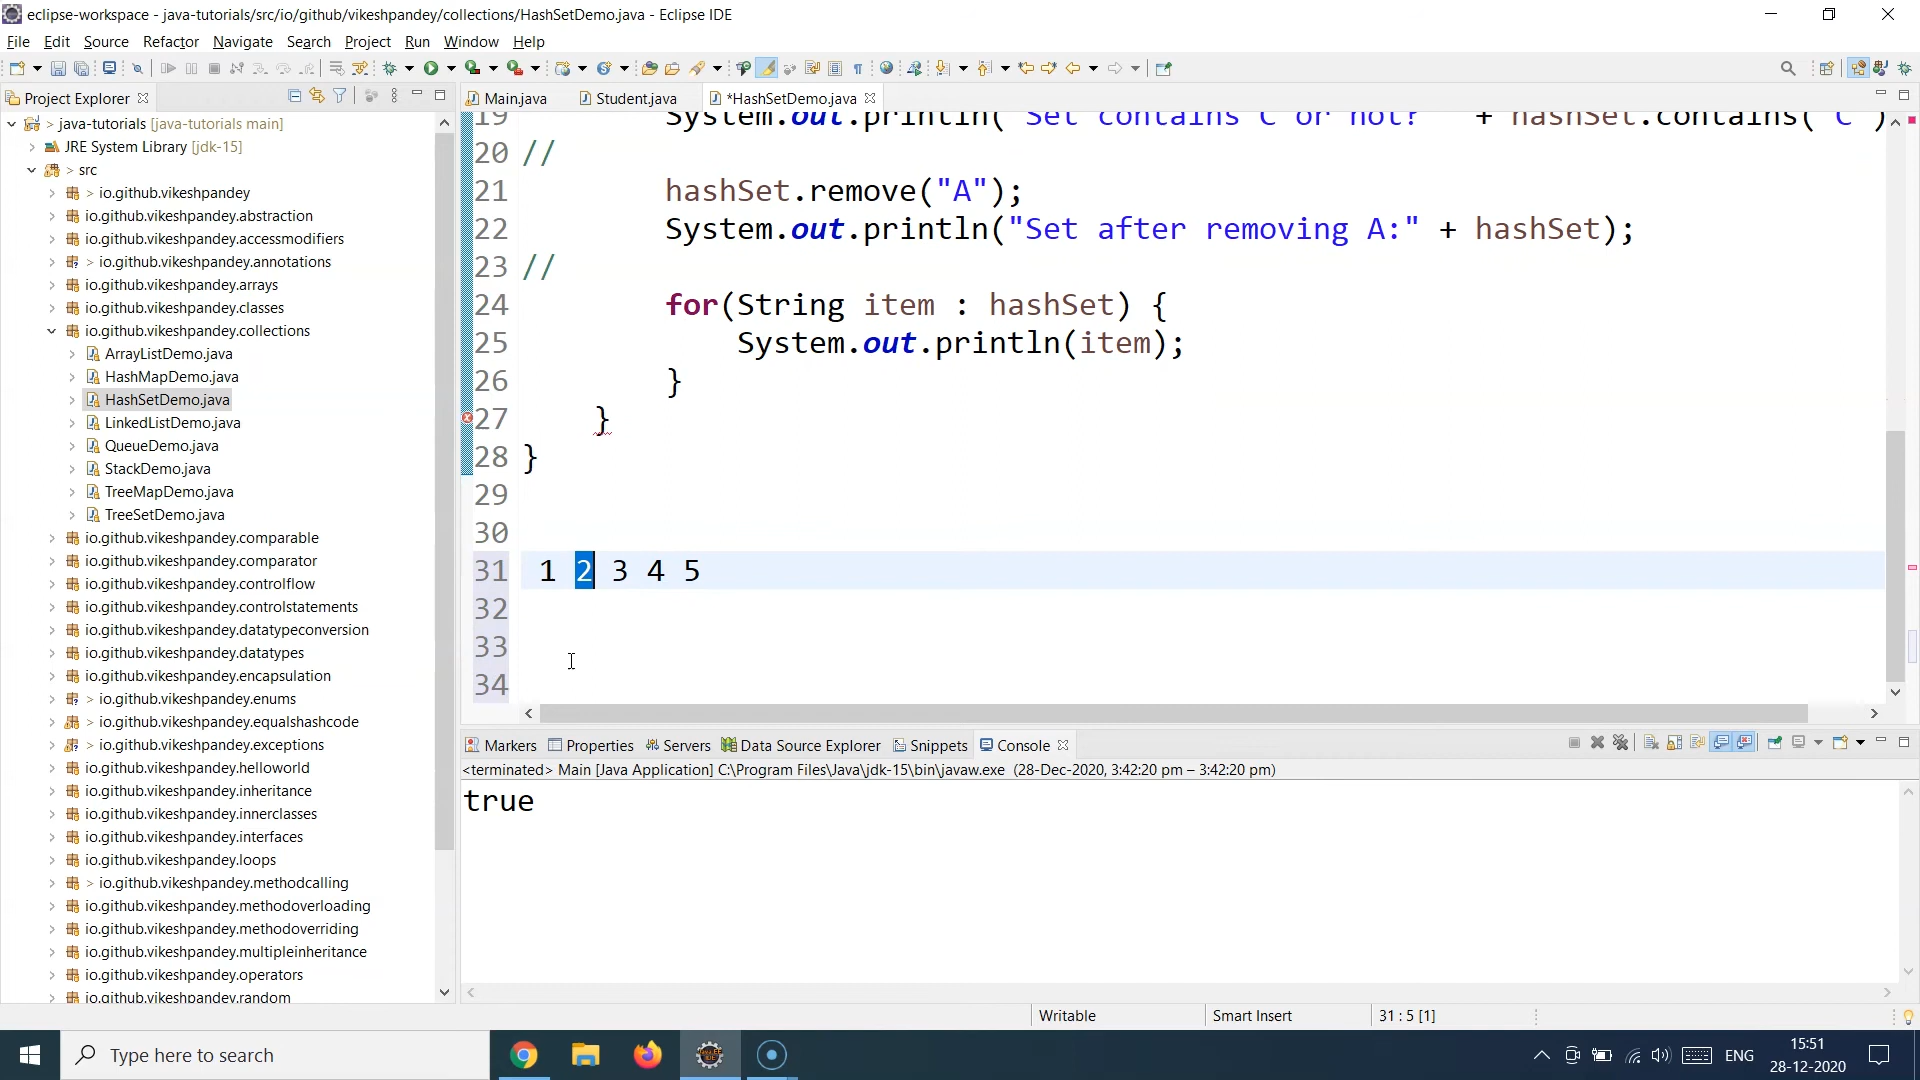 eclipse-workspace - java-tutorials/src/io/github/vikeshpandey/collections/HashSetDemo.java - Eclipse IDE
File Edit Source Refactor Navigate Search Project Run Window Help
Project Explorer
Main.java Student.java *HashSetDemo.java
> java-tutorials [java-tutorials main]
JRE System Library [jdk-15]
> src
> io.github.vikeshpandey
io.github.vikeshpandey.abstraction
io.github.vikeshpandey.accessmodifiers
> io.github.vikeshpandey.annotations
io.github.vikeshpandey.arrays
io.github.vikeshpandey.classes
io.github.vikeshpandey.collections
ArrayListDemo.java
HashMapDemo.java
HashSetDemo.java
LinkedListDemo.java
QueueDemo.java
StackDemo.java
TreeMapDemo.java
TreeSetDemo.java
io.github.vikeshpandey.comparable
io.github.vikeshpandey.comparator
io.github.vikeshpandey.controlflow
io.github.vikeshpandey.controlstatements
io.github.vikeshpandey.datatypeconversion
io.github.vikeshpandey.datatypes
io.github.vikeshpandey.encapsulation
> io.github.vikeshpandey.enums
> io.github.vikeshpandey.equalshashcode
> io.github.vikeshpandey.exceptions
io.github.vikeshpandey.helloworld
io.github.vikeshpandey.inheritance
io.github.vikeshpandey.innerclasses
io.github.vikeshpandey.interfaces
io.github.vikeshpandey.loops
> io.github.vikeshpandey.methodcalling
io.github.vikeshpandey.methodoverloading
io.github.vikeshpandey.methodoverriding
io.github.vikeshpandey.multipleinheritance
io.github.vikeshpandey.operators
io.github.vikeshpandey.random
19 System.out.println("Set contains C or not? " + hashSet.contains("C")
20 //
21 hashSet.remove("A");
22 System.out.println("Set after removing A:" + hashSet);
23 //
24 for(String item : hashSet) {
25 System.out.println(item);
26 }
27 }
28 }
29
30
31 1 2 3 4 5
32
33
34
Markers Properties Servers Data Source Explorer Snippets Console
<terminated> Main [Java Application] C:\Program Files\Java\jdk-15\bin\javaw.exe (28-Dec-2020, 3:42:20 pm – 3:42:20 pm)
true
Writable Smart Insert 31 : 5 [1]
Type here to search
ENG
15:51
28-12-2020